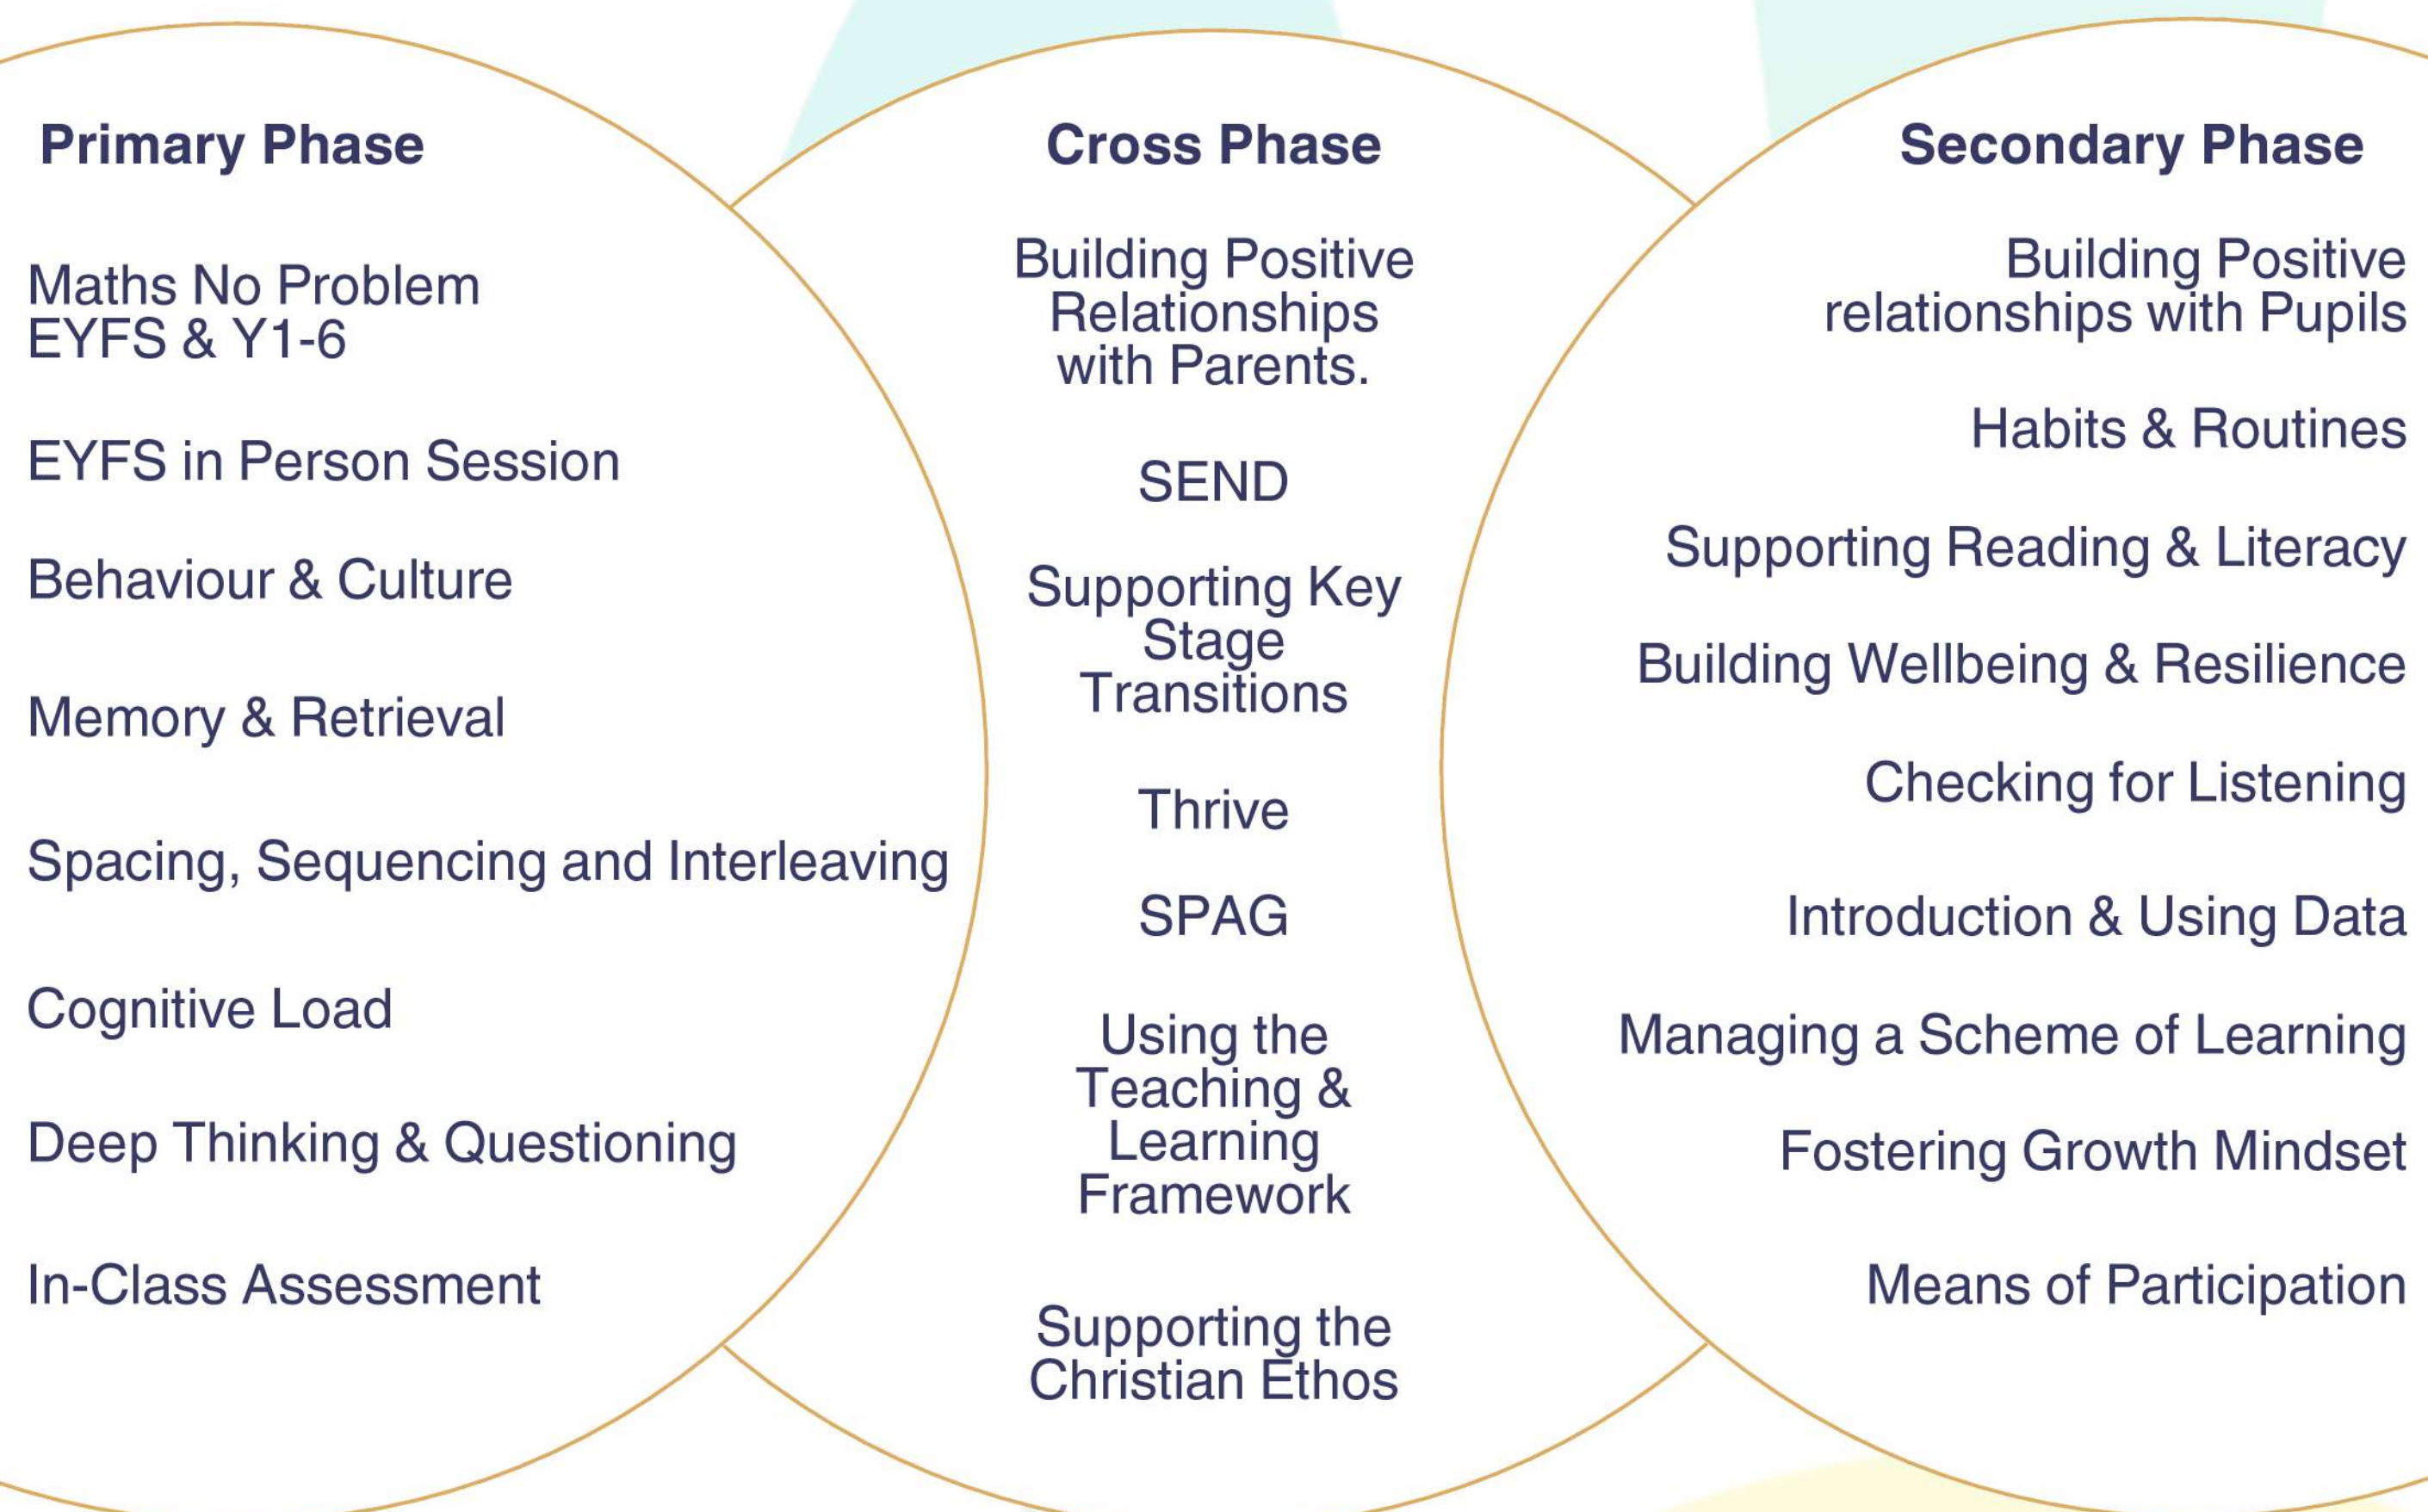 Primary Phase
Maths No Problem
EYFS & Y1-6
EYFS in Person Session
Behaviour & Culture
Memory & Retrieval
Spacing, Sequencing and Interleaving
Cognitive Load
Deep Thinking & Questioning
In-Class Assessment
Cross Phase
Building Positive
Relationships
with Parents.
SEND
Supporting Key
Stage
Transitions
Thrive
SPAG
Using the
Teaching &
Learning
Framework
Supporting the
Christian Ethos
Secondary Phase
Building Positive
relationships with Pupils
Habits & Routines
Supporting Reading & Literacy
Building Wellbeing & Resilience
Checking for Listening
Introduction & Using Data
Managing a Scheme of Learning
Fostering Growth Mindset
Means of Participation